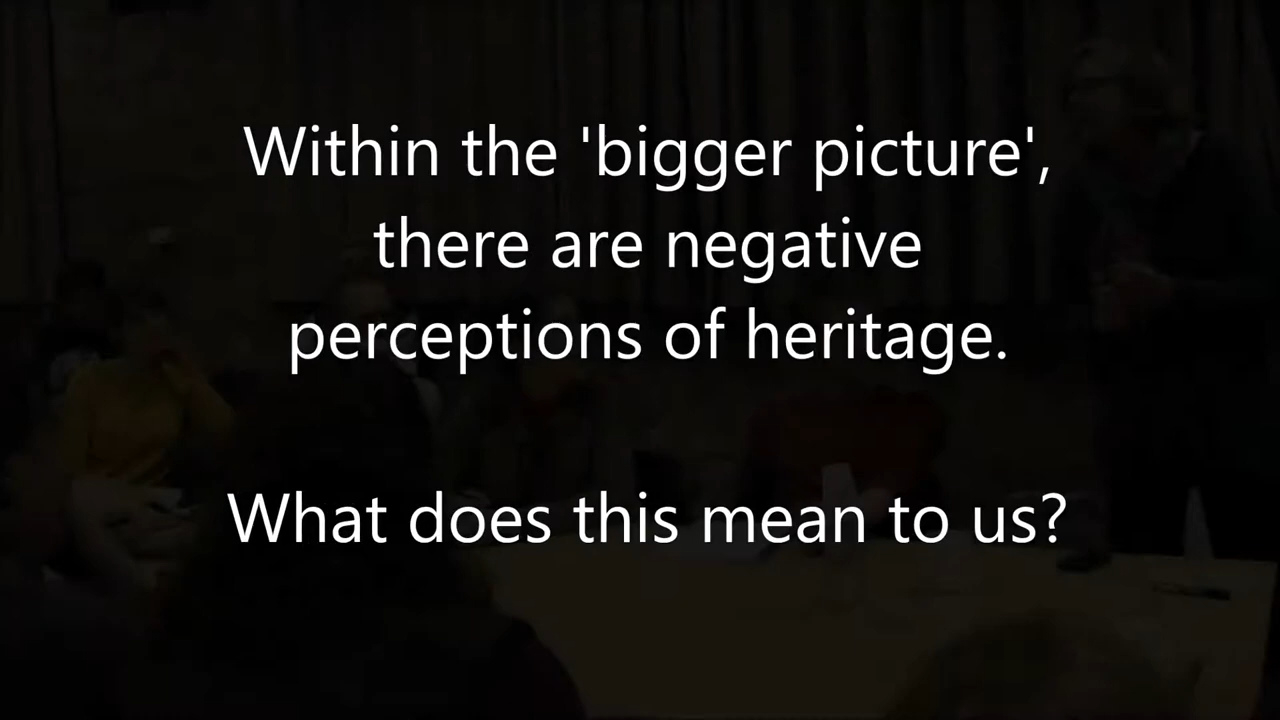 Within the 'bigger picture',
there are negative
perceptions of heritage.
What does this mean to us?